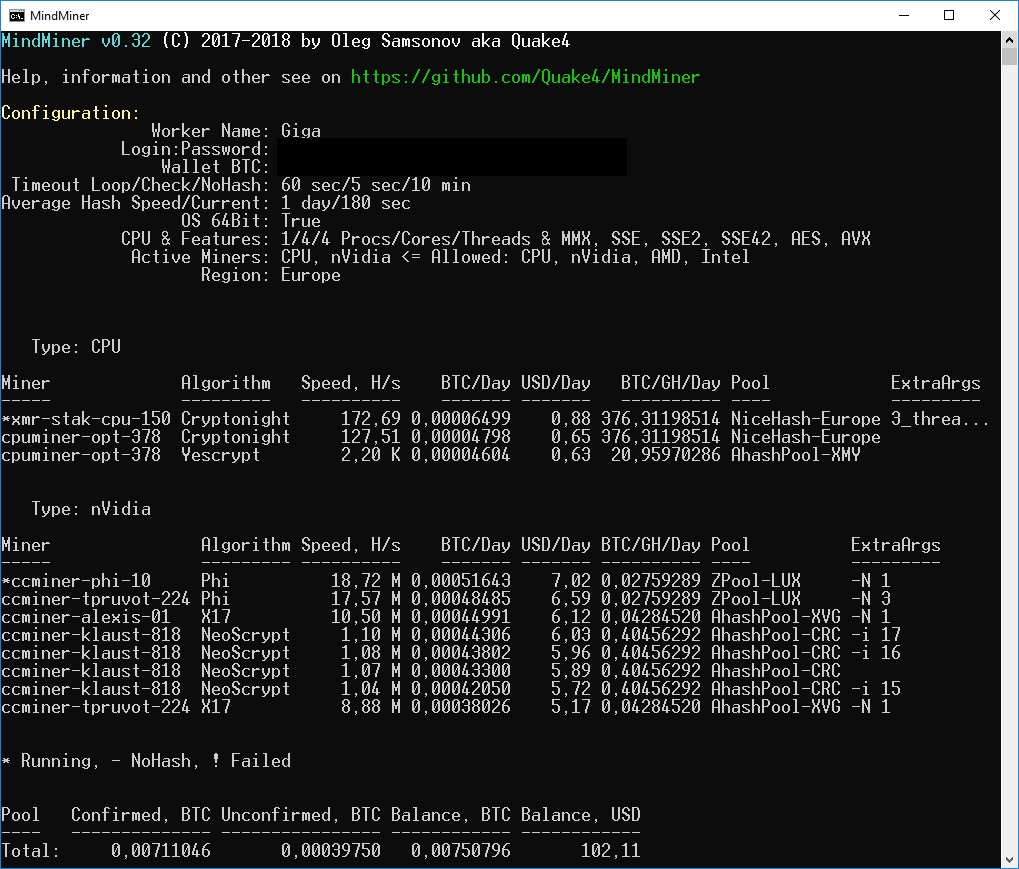 MindMiner
MindMiner v0.32 (C) 2017-2018 by Oleg Samsonov aka Quake4
Help, information and other see on https://github.com/Quake4/MindMiner
Configuration:
Worker Name: Giga
Login:Password:
Wallet BTC:
Timeout Loop/Check/NoHash: 60 sec/5 sec/10 min
Average Hash Speed/Current: 1 day/180 sec
OS 64Bit: True
CPU & Features: 1/4/4 Procs/Cores/Threads & MMX, SSE, SSE2, SSE42, AES, AVX
Active Miners: CPU, nVidia <= Allowed: CPU, nVidia, AMD, Intel
Region: Europe
Type: CPU
Miner Algorithm Speed, H/s BTC/Day USD/Day BTC/GH/Day Pool ExtraArgs
----- --------- ---------- ------- ------- ---------- ---- ---------
*xmr-stak-cpu-150 Cryptonight 172,69 0,00006499 0,88 376,31198514 NiceHash-Europe 3_threa...
cpuminer-opt-378 Cryptonight 127,51 0,00004798 0,65 376,31198514 NiceHash-Europe
cpuminer-opt-378 Yescrypt 2,20 K 0,00004604 0,63 20,95970286 AhashPool-XMY
Type: nVidia
Miner Algorithm Speed, H/s BTC/Day USD/Day BTC/GH/Day Pool ExtraArgs
----- --------- ---------- ------- ------- ---------- ---- ---------
*ccminer-phi-10 Phi 18,72 M 0,00051643 7,02 0,02759289 ZPool-LUX -N 1
ccminer-tpruvot-224 Phi 17,57 M 0,00048485 6,59 0,02759289 ZPool-LUX -N 3
ccminer-alexis-01 X17 10,50 M 0,00044991 6,12 0,04284520 AhashPool-XVG -N 1
ccminer-klaust-818 NeoScrypt 1,10 M 0,00044306 6,03 0,40456292 AhashPool-CRC -i 17
ccminer-klaust-818 NeoScrypt 1,08 M 0,00043802 5,96 0,40456292 AhashPool-CRC -i 16
ccminer-klaust-818 NeoScrypt 1,07 M 0,00043300 5,89 0,40456292 AhashPool-CRC
ccminer-klaust-818 NeoScrypt 1,04 M 0,00042050 5,72 0,40456292 AhashPool-CRC -i 15
ccminer-tpruvot-224 X17 8,88 M 0,00038026 5,17 0,04284520 AhashPool-XVG -N 1
* Running, - NoHash, ! Failed
Pool Confirmed, BTC Unconfirmed, BTC Balance, BTC Balance, USD
---- -------------- ---------------- ------------ ------------
Total: 0,00711046 0,00039750 0,00750796 102,11